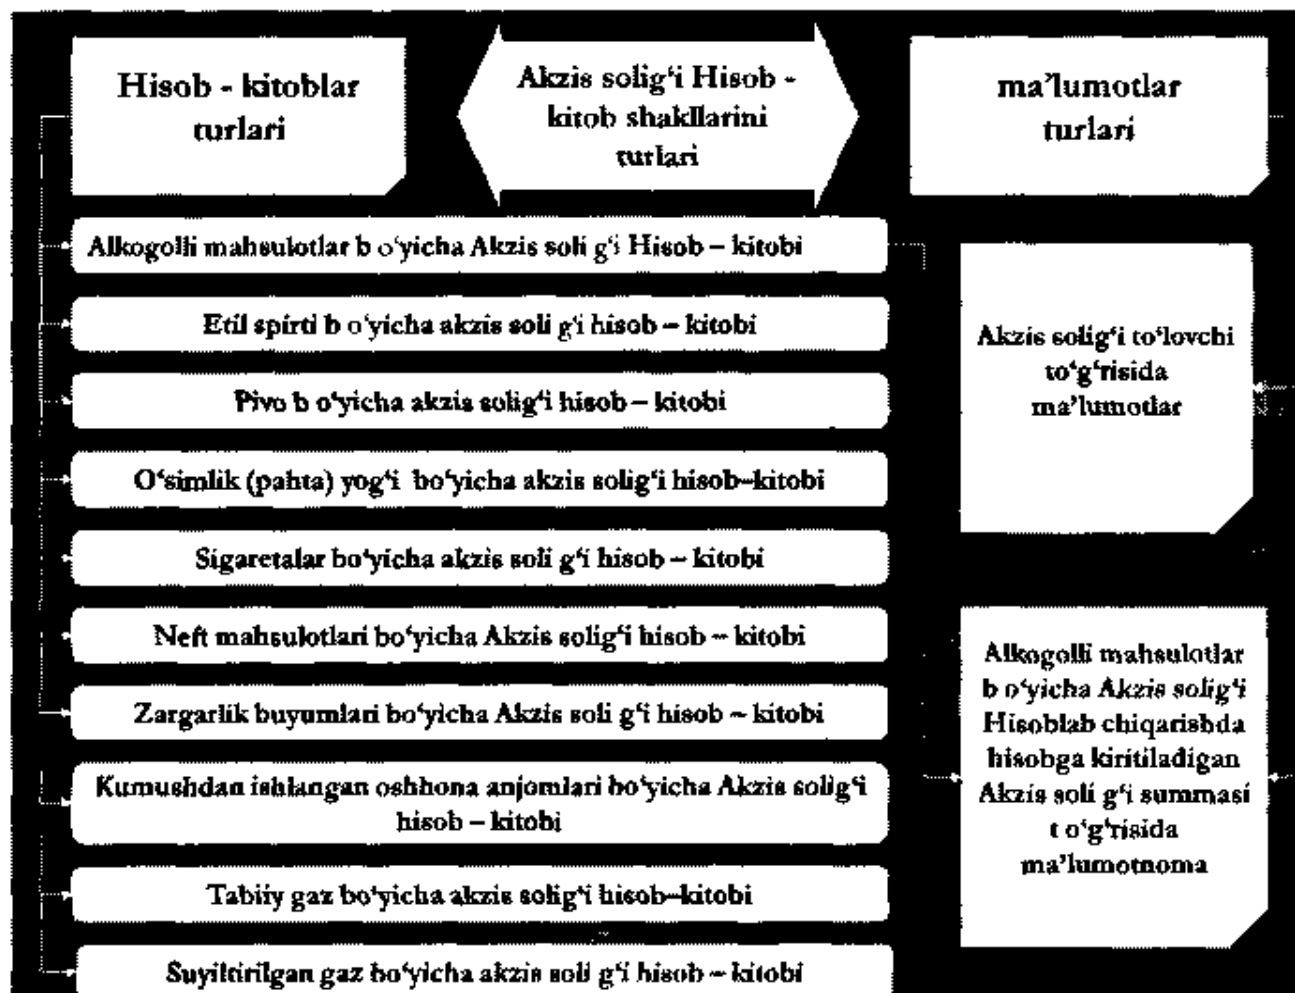 Hisob - kitoblar
turlari
Akzis solig‘i Hisob -
kitob shakllarini
turlari
ma’lumotlar
turlari
Alkogolli mahsulotlar b o‘yicha Akzis soli g‘i Hisob – kitobi
Etil spirti b o‘yicha akzis soli g‘i hisob – kitobi
Pivo b o‘yicha akzis solig‘i hisob – kitobi
O‘simlik (pahta) yog‘i bo‘yicha akzis solig‘i hisob–kitobi
Sigaretalar bo‘yicha akzis soli g‘i hisob – kitobi
Neft mahsulotlari bo‘yicha Akzis solig‘i hisob – kitobi
Zargarlik buyumlari bo‘yicha Akzis soli g‘i hisob – kitobi
Kumushdan ishlangan oshhona anjomlari bo‘yicha Akzis solig‘i
hisob – kitobi
Tabiiy gaz bo‘yicha akzis solig‘i hisob–kitobi
Suyiltirilgan gaz bo‘yicha akzis soli g‘i hisob – kitobi
Akzis solig‘i to‘lovchi
to‘g‘risida
ma’lumotlar
Alkogolli mahsulotlar
b o‘yicha Akzis solig‘i
Hisoblab chiqarishda
hisobga kiritiladigan
Akzis soli g‘i summasi
t o‘g‘risida
ma’lumotnoma